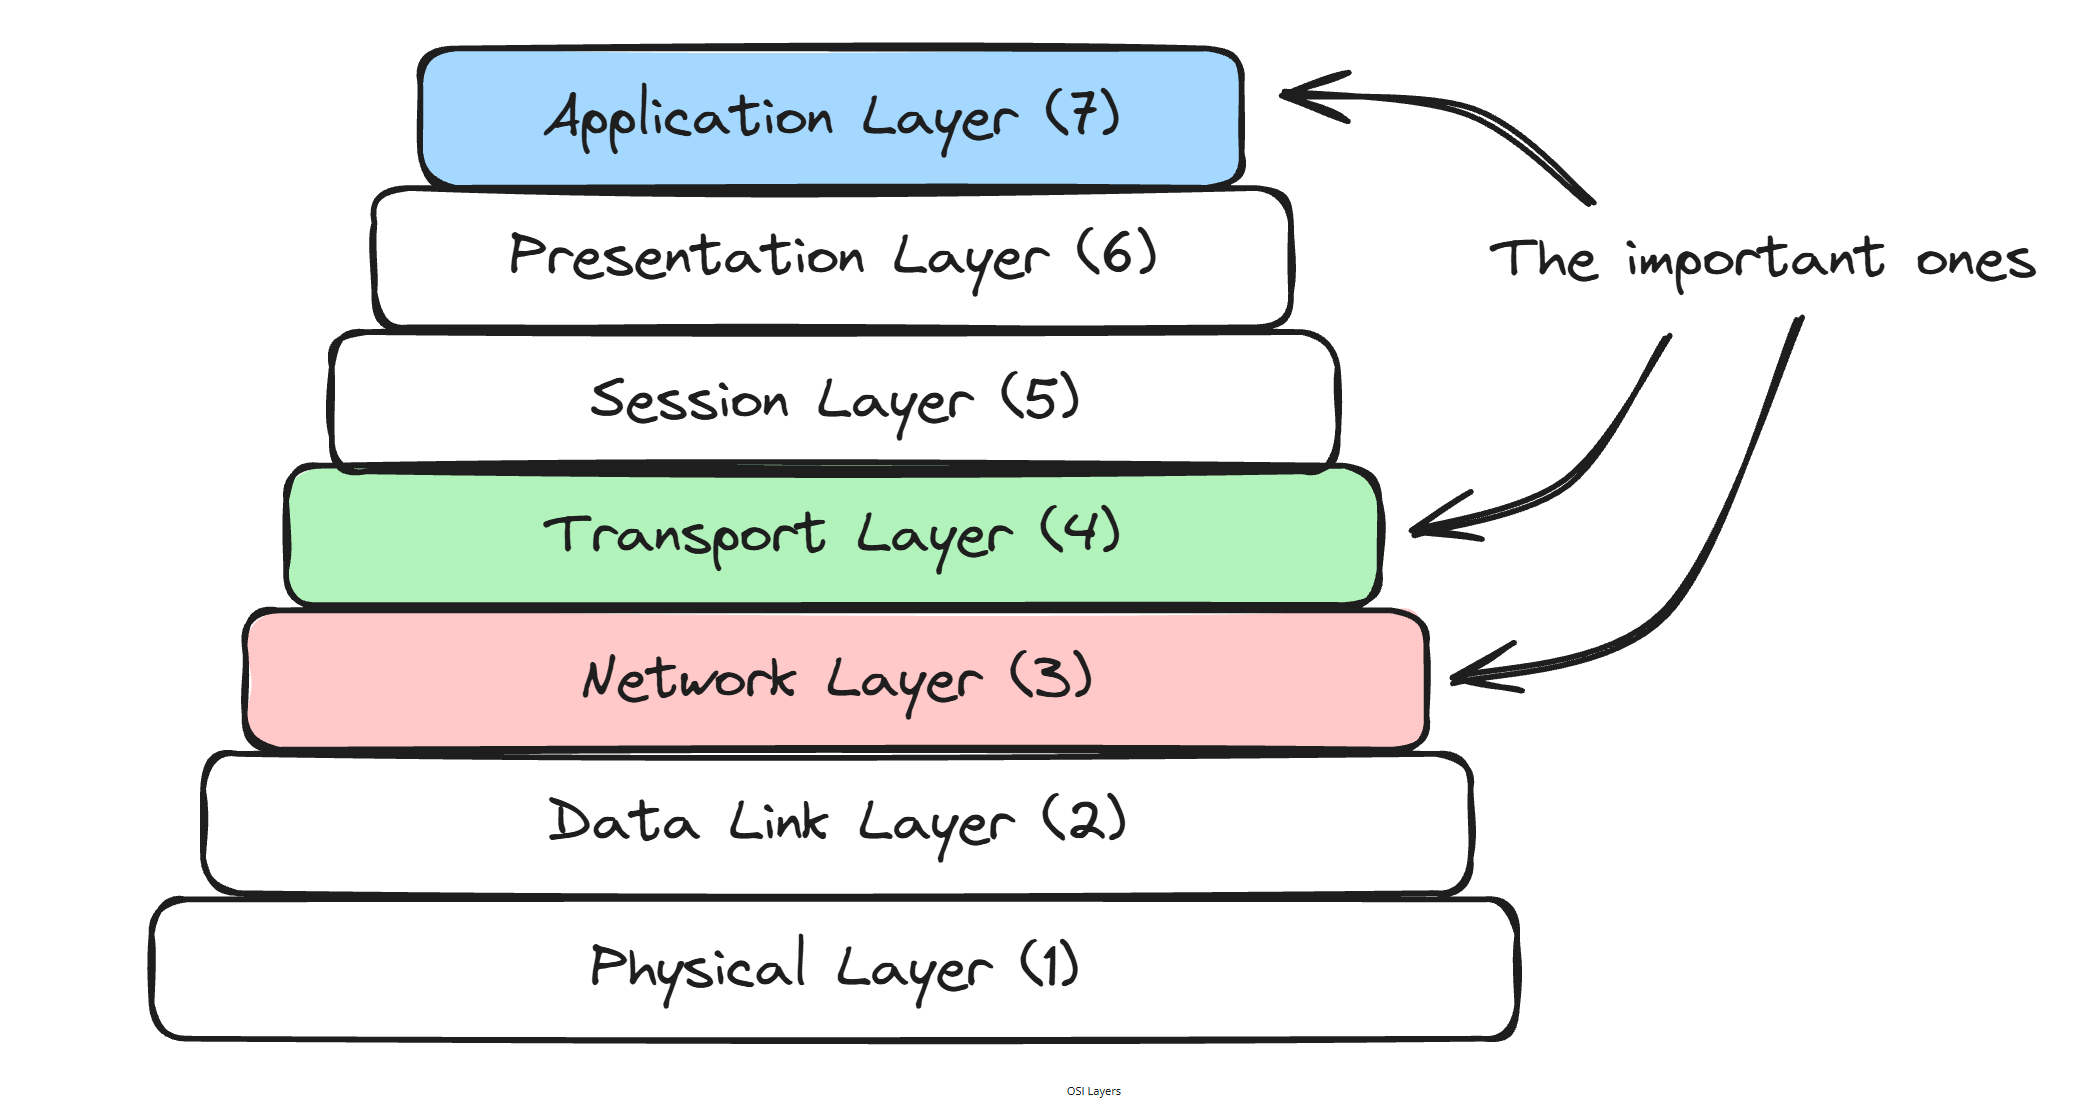 Application Layer (7)
Presentation Layer (6)
The important ones
Session Layer (5)
Transport Layer (4)
Network Layer (3)
Data Link Layer (2)
Physical Layer (1)
OSI Layers